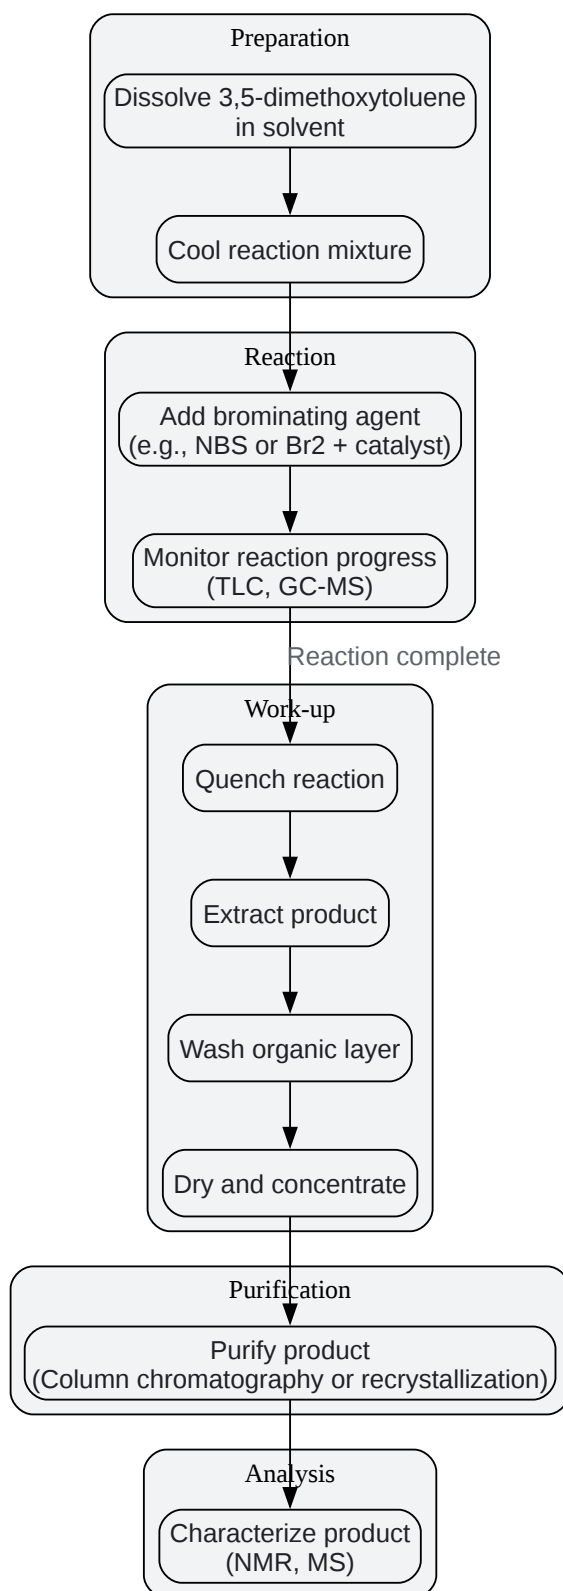 Preparation
Dissolve 3,5-dimethoxytoluene
in solvent
Cool reaction mixture
Reaction
Add brominating agent
(e.g., NBS or Br2 + catalyst)
Monitor reaction progress
(TLC, GC-MS)
Reaction complete
Work-up
Quench reaction
Extract product
Wash organic layer
Dry and concentrate
Purification
Purify product
(Column chromatography or recrystallization)
Analysis
Characterize product
(NMR, MS)